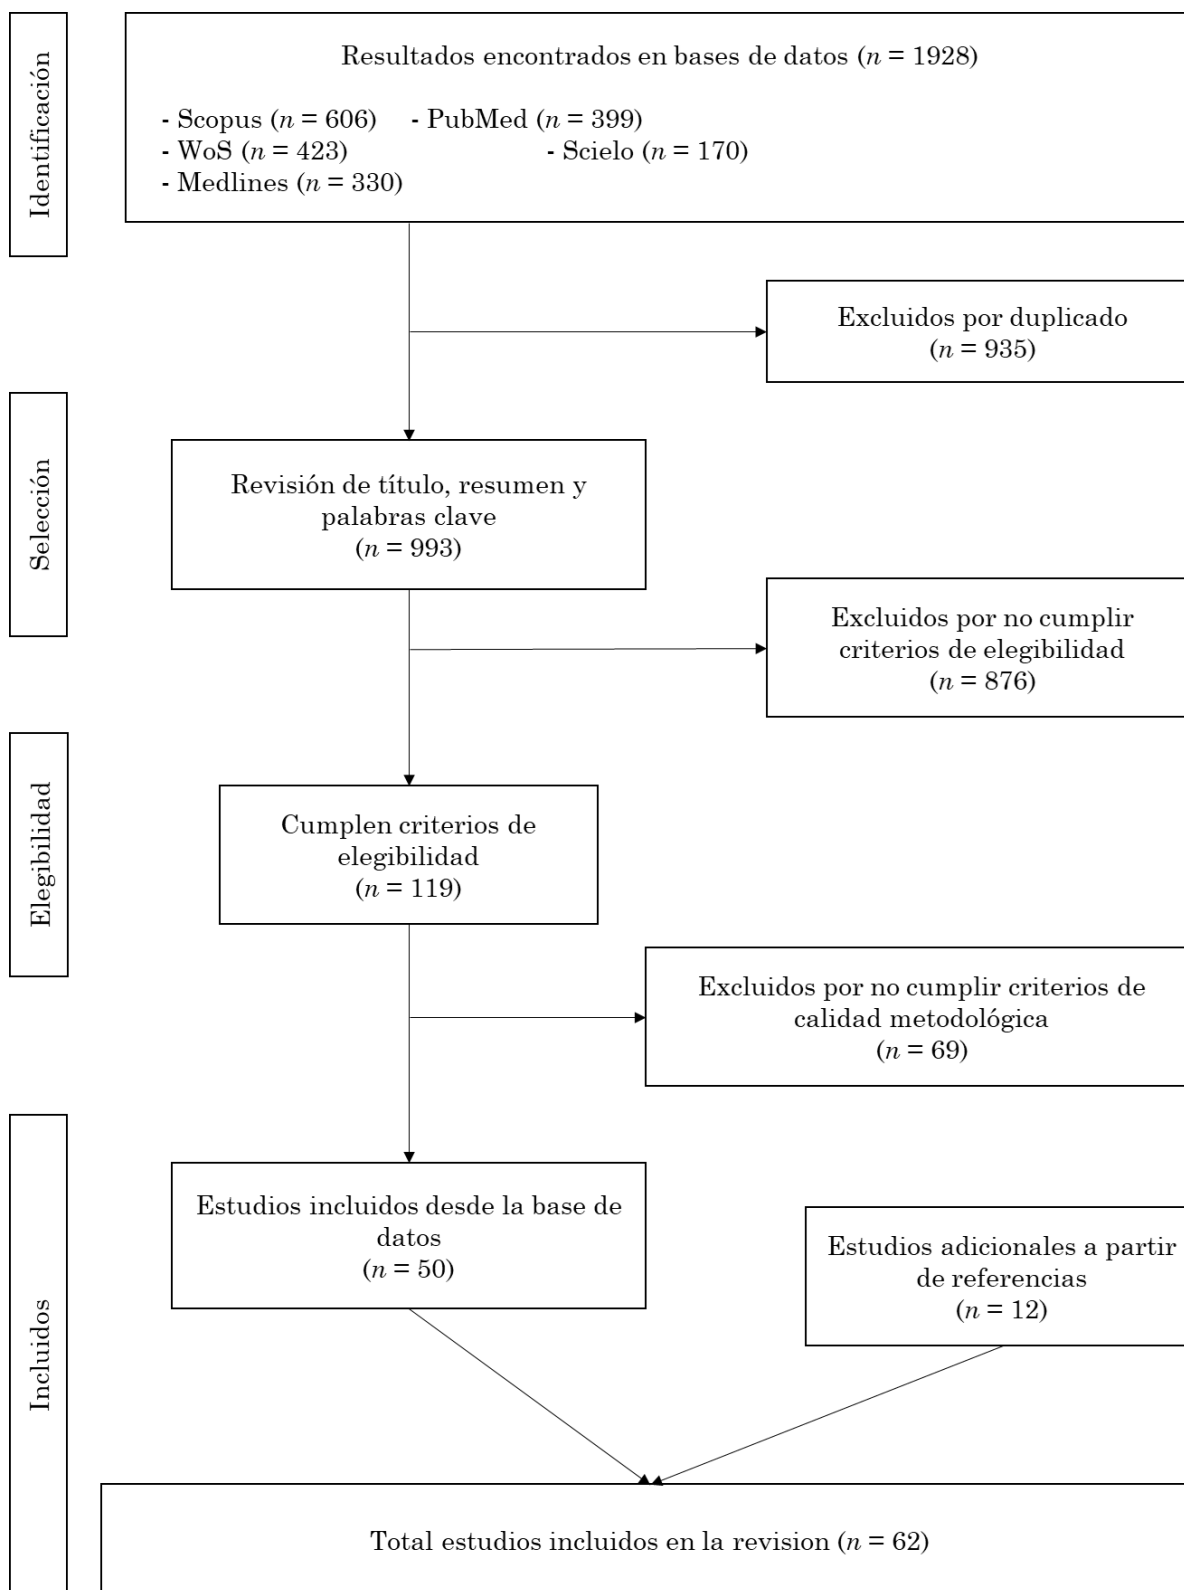 Identificación
Resultados encontrados en bases de datos (n = 1928)
- Scopus (n = 606) - PubMed (n = 399)
- WoS (n = 423) - Scielo (n = 170)
- Medlines (n = 330)
Excluidos por duplicado
(n = 935)
Selección
Revisión de título, resumen y
palabras clave
(n = 993)
Excluidos por no cumplir
criterios de elegibilidad
(n = 876)
Elegibilidad
Cumplen criterios de
elegibilidad
(n = 119)
Excluidos por no cumplir criterios de
calidad metodológica
(n = 69)
Incluidos
Estudios incluidos desde la base de
datos
(n = 50)
Estudios adicionales a partir
de referencias
(n = 12)
Total estudios incluidos en la revision (n = 62)